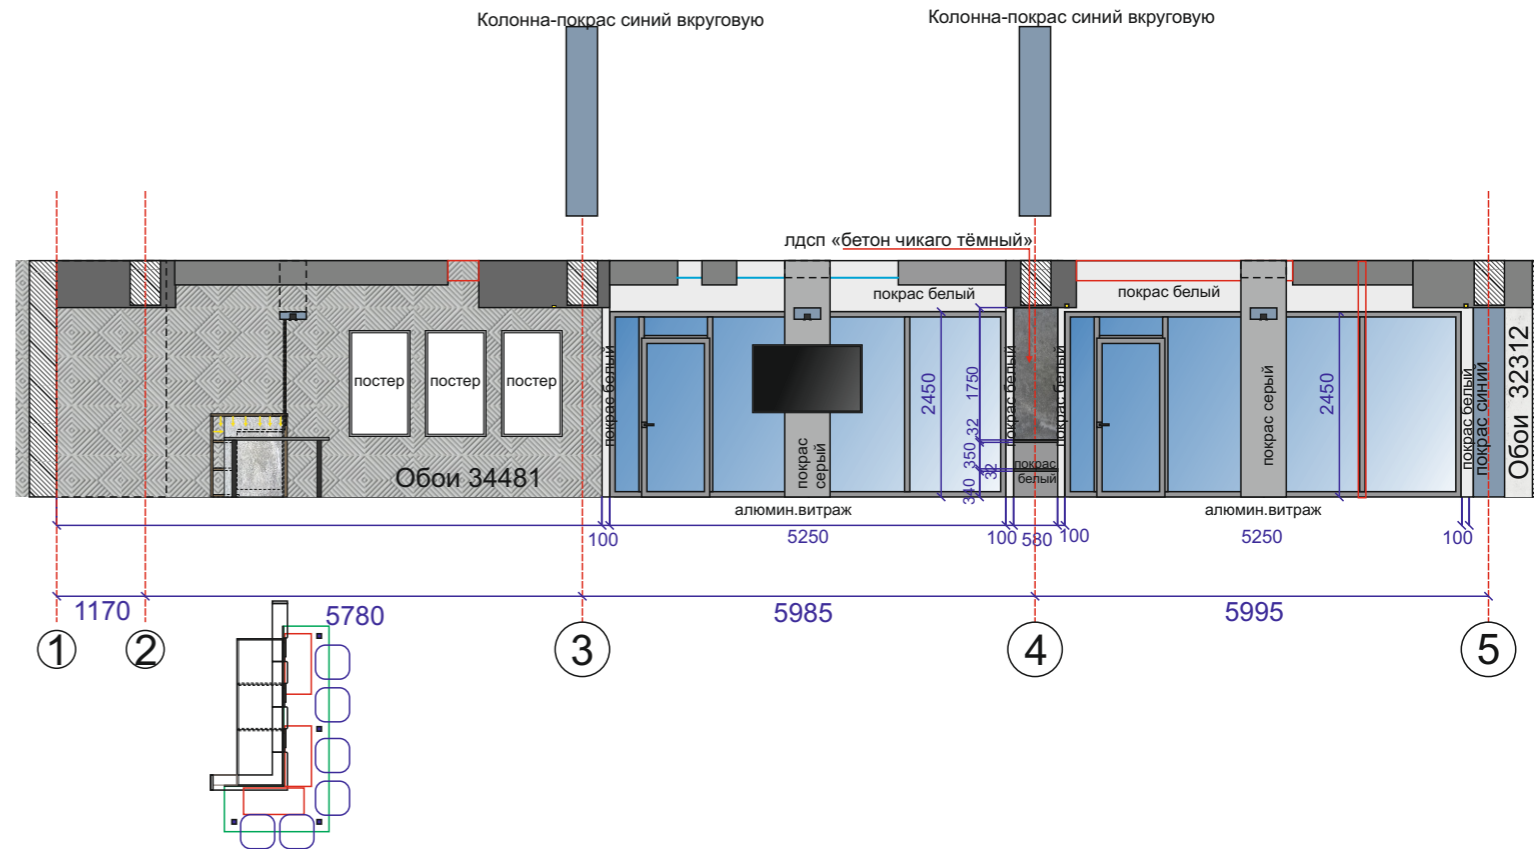 Колонна-покрас синий вкруговую
Колонна-покрас синий вкруговую
лдсп «бетон чикаго тёмный»
покрас белый
покрас белый
постер
постер
постер
покрас белый
покрас
серый
2450
1750
32
350
32
340
покрас белый
покрас белый
покрас
белый
покрас серый
2450
покрас белый
покрас синий
Обои 32312
Обои 34481
алюмин.витраж
алюмин.витраж
100
5250
100
580
100
5250
100
1170
5780
5985
5995
1
2
3
4
5